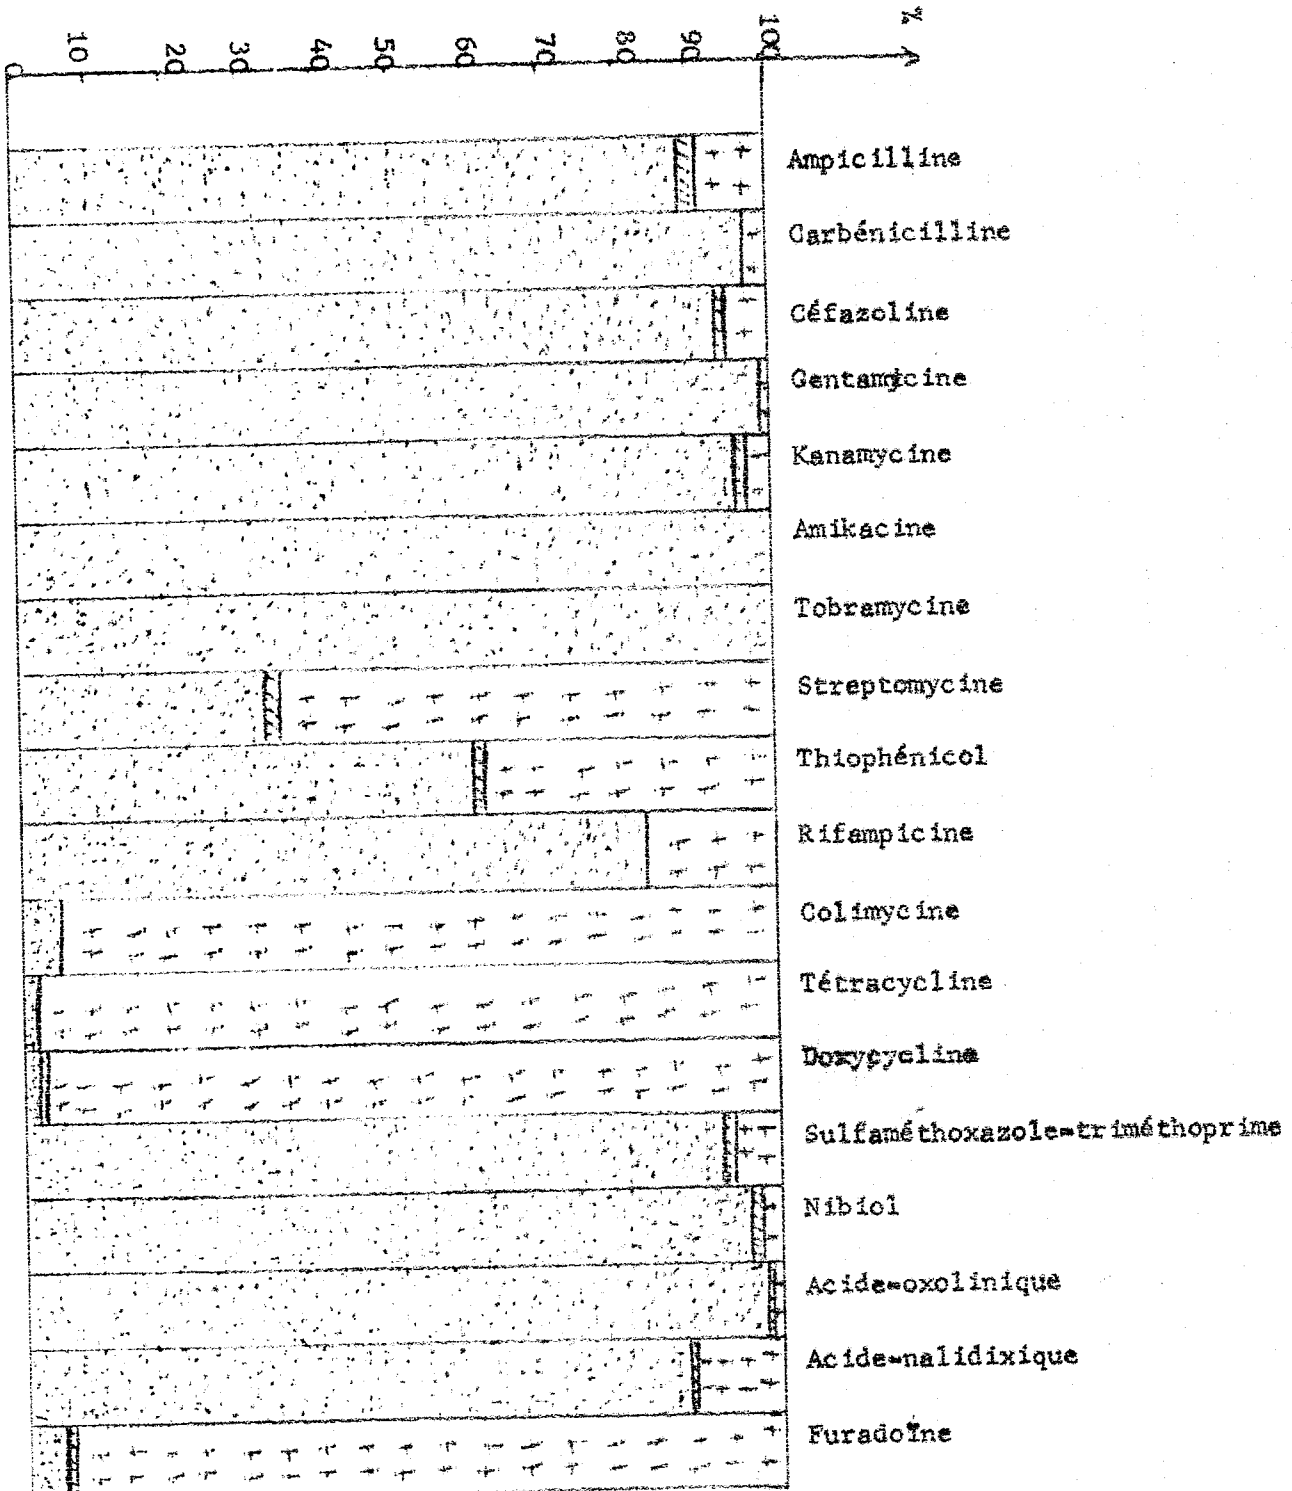 0 10 20 30 40 50 60 70 80 90 100 %
Ampicilline
Carbénicilline
Céfazoline
Gentamycine
Kanamycine
Amikacine
Tobramycine
Streptomycine
Thiophénicol
Rifampicine
Colimycine
Tétracycline
Doxycycline
Sulfaméthoxazole=triméthoprime
Nibiol
Acide=oxolinique
Acide=nalidixique
Furadoïne